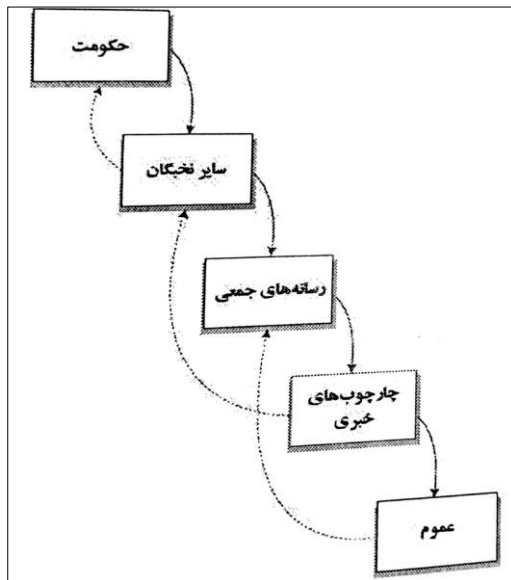 حکومت
سایر نخبگان
رسانه‌های جمعی
چارچوب‌های
خبری
عموم